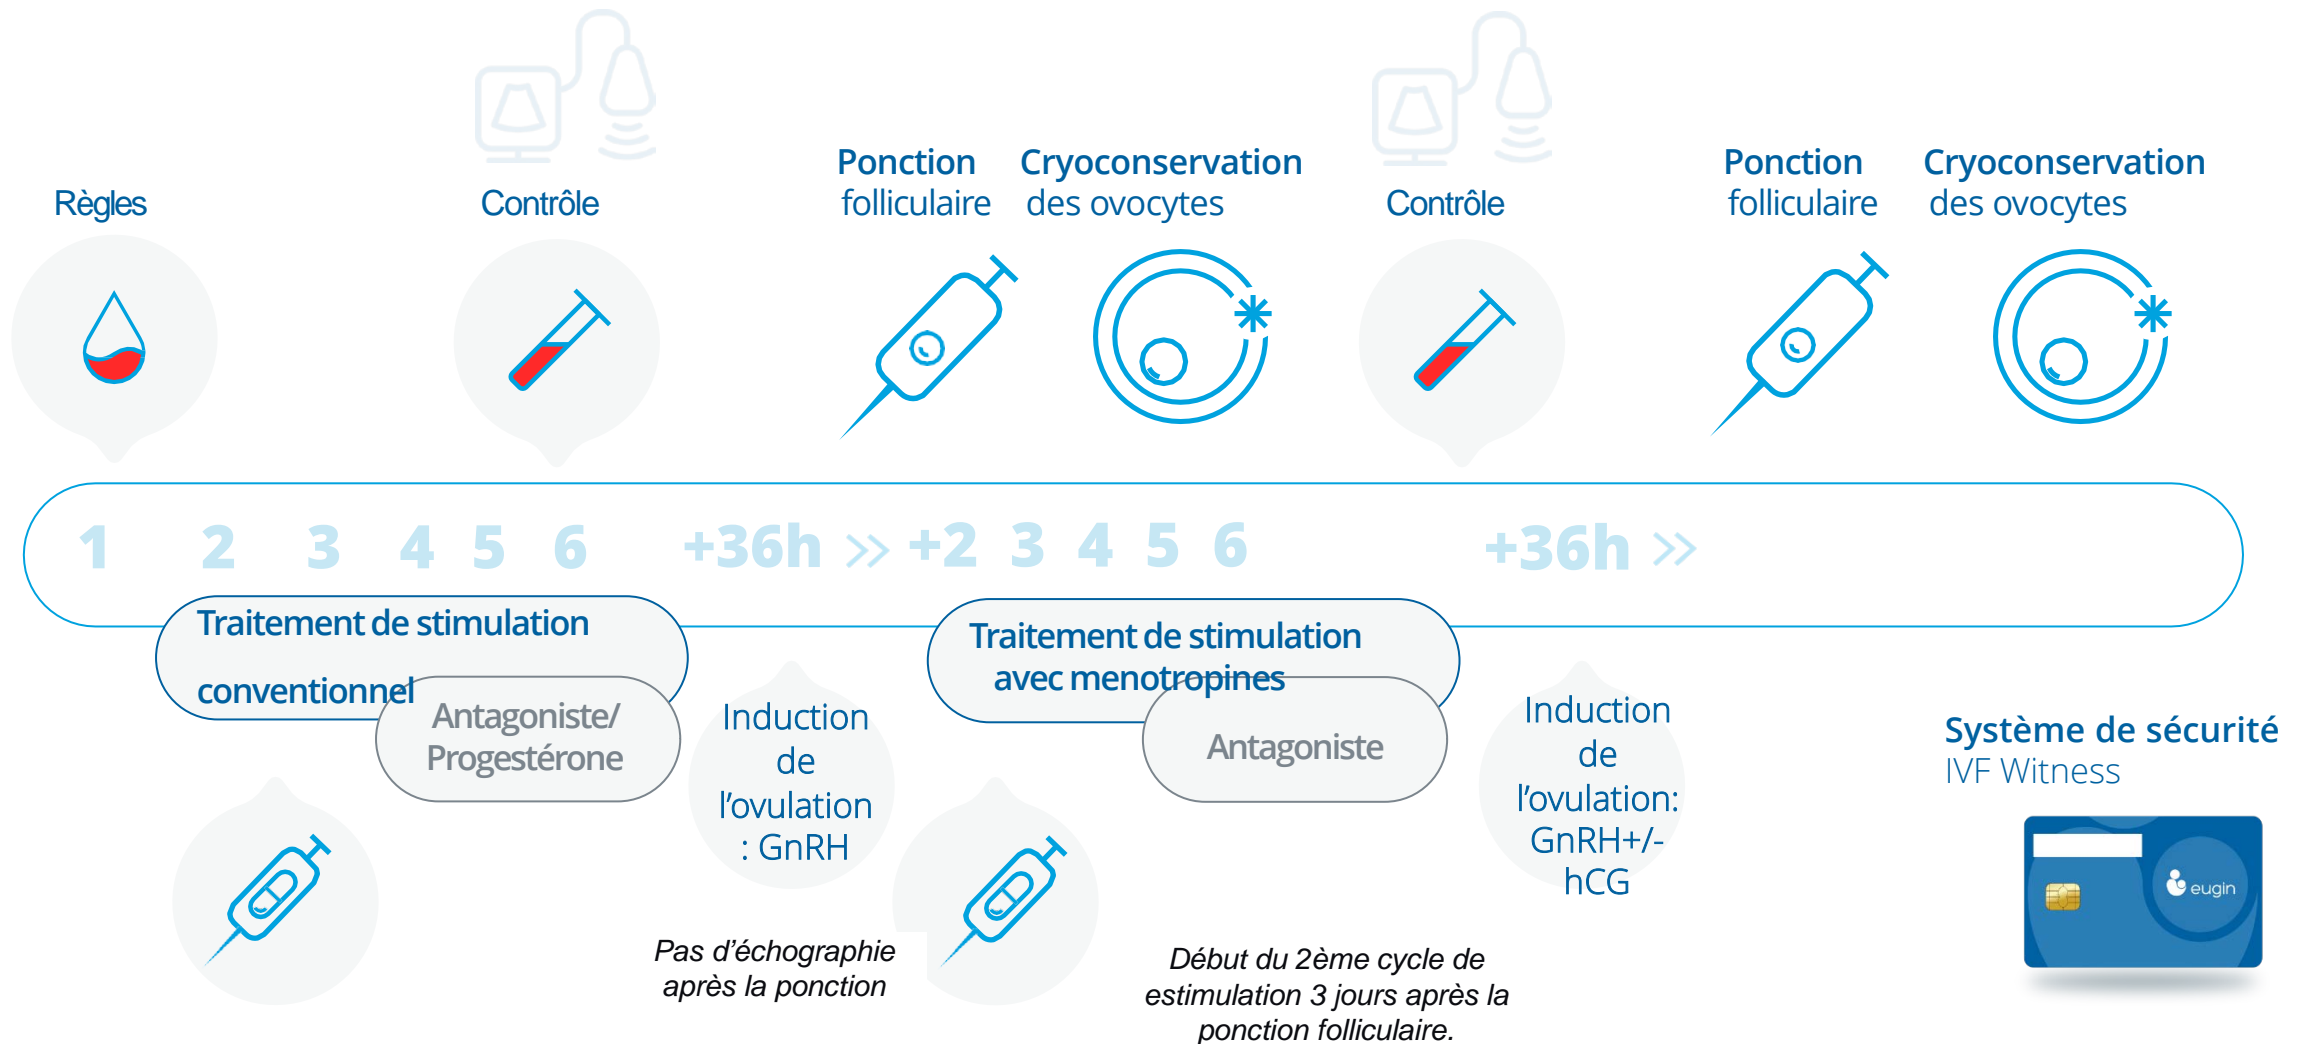 Règles
Contrôle
Ponction
folliculaire
Cryoconservation
des ovocytes
Contrôle
Ponction
folliculaire
Cryoconservation
des ovocytes
1 2 3 4 5 6 +36h >> +2 3 4 5 6 +36h >>
Traitement de stimulation
conventionnel
Antagoniste/
Progestérone
Induction
de
l'ovulation
: GnRH
Traitement de stimulation
avec menotropines
Antagoniste
Induction
de
l'ovulation:
GnRH+/-
hCG
Système de sécurité
IVF Witness
eugin
Pas d'échographie
après la ponction
Début du 2ème cycle de
estimulation 3 jours après la
ponction folliculaire.